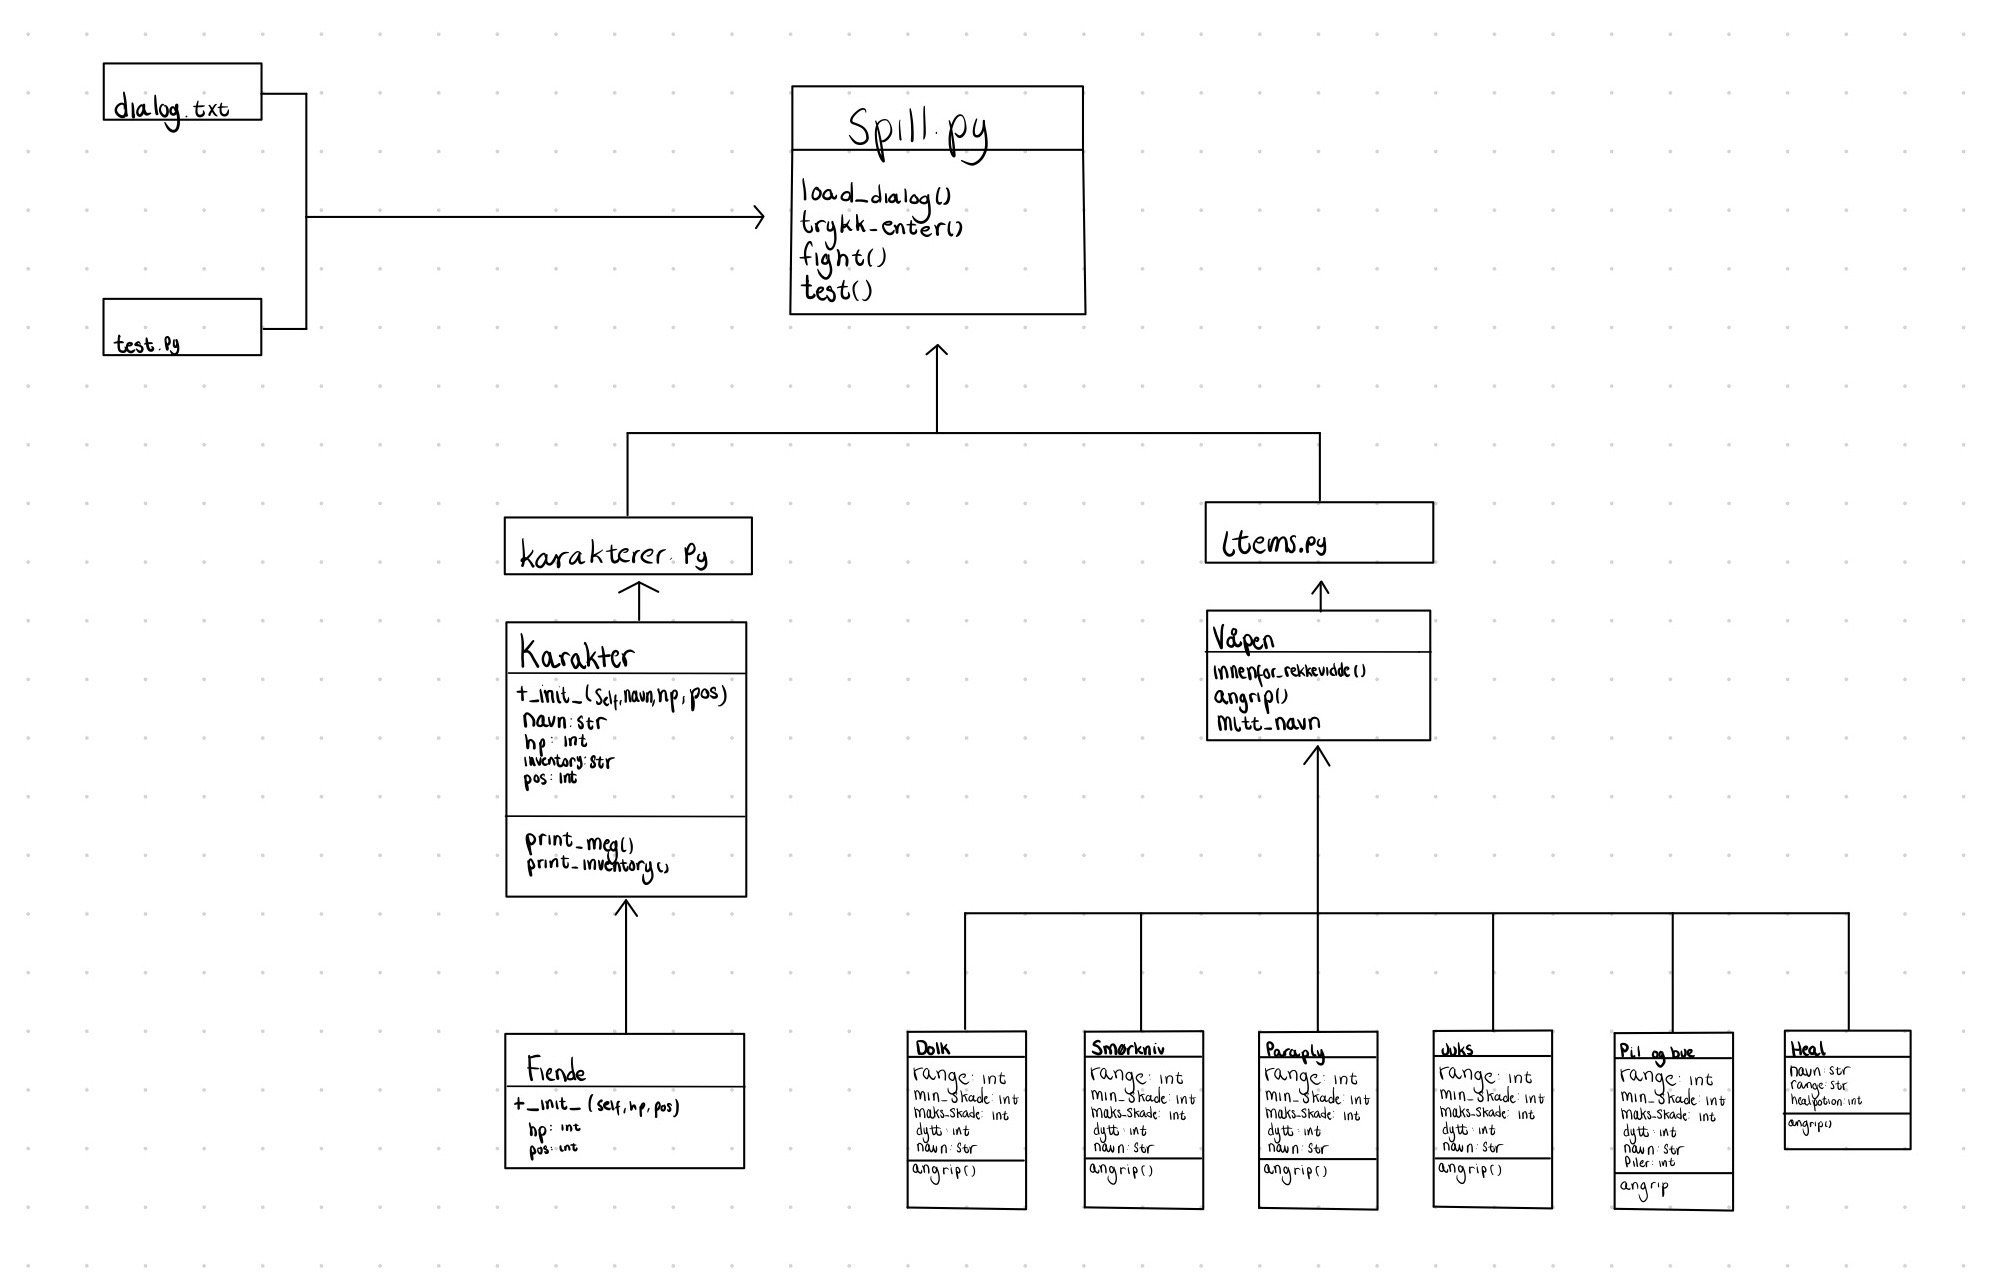 dialog.txt
test.py
Spill.py
load_dialog()
trykk_enter()
fight()
test()
karakterer.py
Items.py
Karakter
+_init_(self,navn,hp,pos)
navn:str
hp: int
inventory:str
pos: int
print_meg()
print_inventory()
Fiende
+_init_(self,hp,pos)
hp: int
pos: int
Våpen
innenfor_rekkevidde()
angrip()
mitt_navn
Dolk
range: int
min_skade: int
maks_skade: int
dytt: int
navn: str
angrip()
Smørkniv
range: int
min_skade: int
maks_skade: int
dytt: int
navn: str
angrip()
Paraply
range: int
min_skade: int
maks_skade: int
dytt: int
navn: str
angrip()
Juks
range: int
min_skade: int
maks_skade: int
dytt: int
navn: str
angrip()
Pil og bue
range: int
min_skade: int
maks_skade: int
dytt: int
navn: str
Piler: int
angrip
Heal
navn: str
range: str
healpotion: int
angrip()